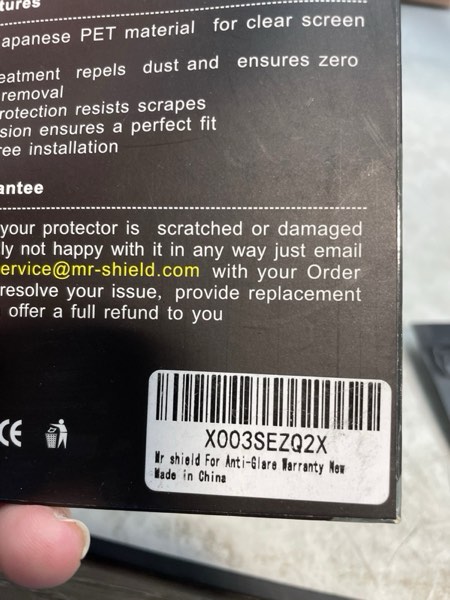 tures
apanese PET material for clear screen
eatment repels dust and ensures zero
removal
rotection resists scrapes
sion ensures a perfect fit
ree installation
antee
your protector is scratched or damaged
ly not happy with it in any way just email
ervice@mr-shield.com with your Order
resolve your issue, provide replacement
offer a full refund to you
CE
X003SEZQ2X
Mr shield For Anti-Glare Warranty New
Made in China